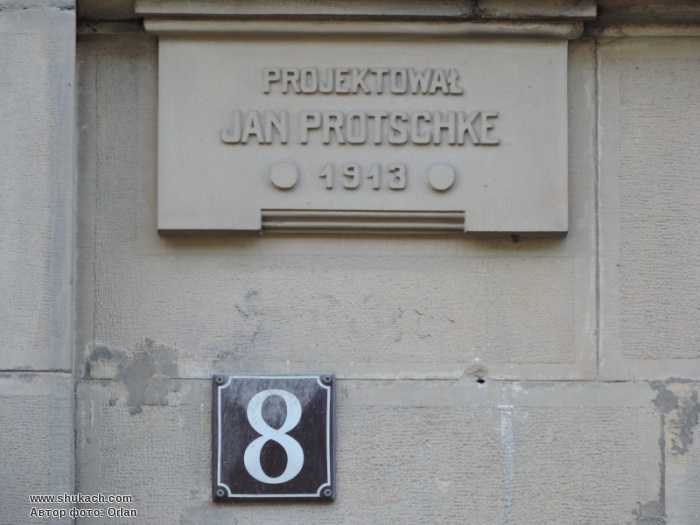 PROJEKTOWAŁ
JAN PROTSCHKE
1913
8
www.shukach.com
Автор фото: Orlan